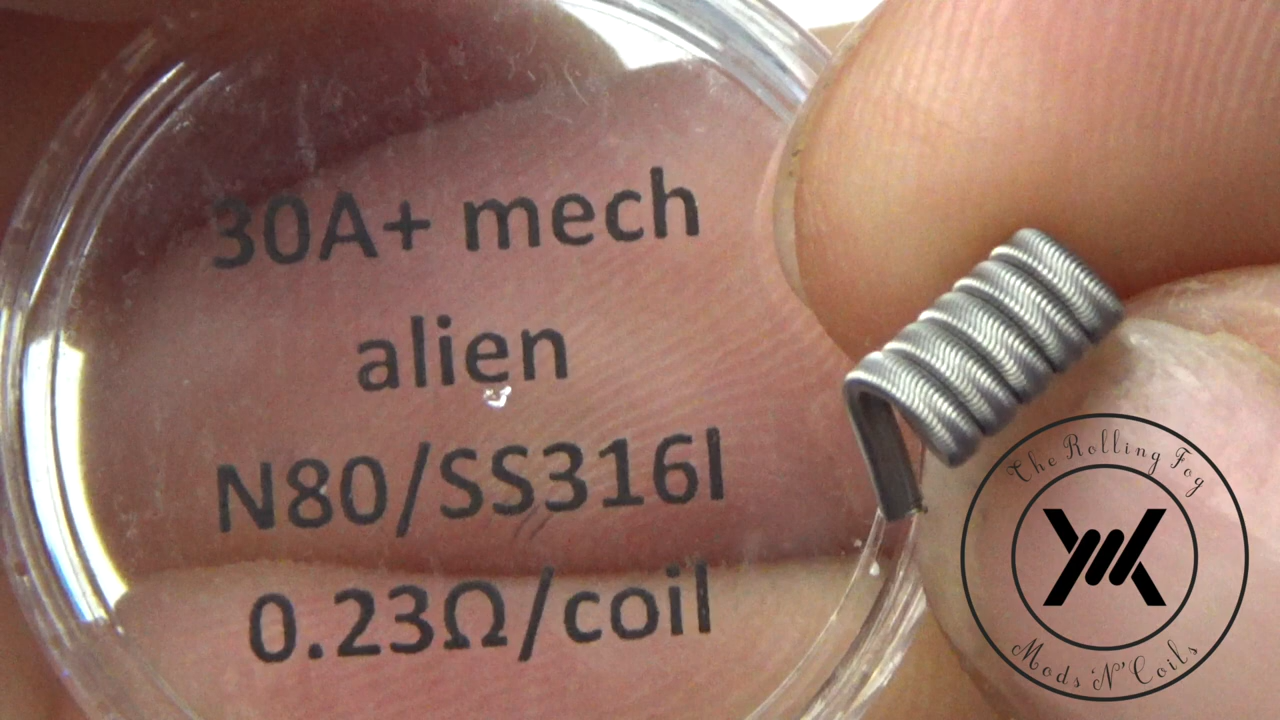 30A+ mech
alien
N80/SS316l
0.23Ω/coil
The Rolling Fog
Mods N'Coils